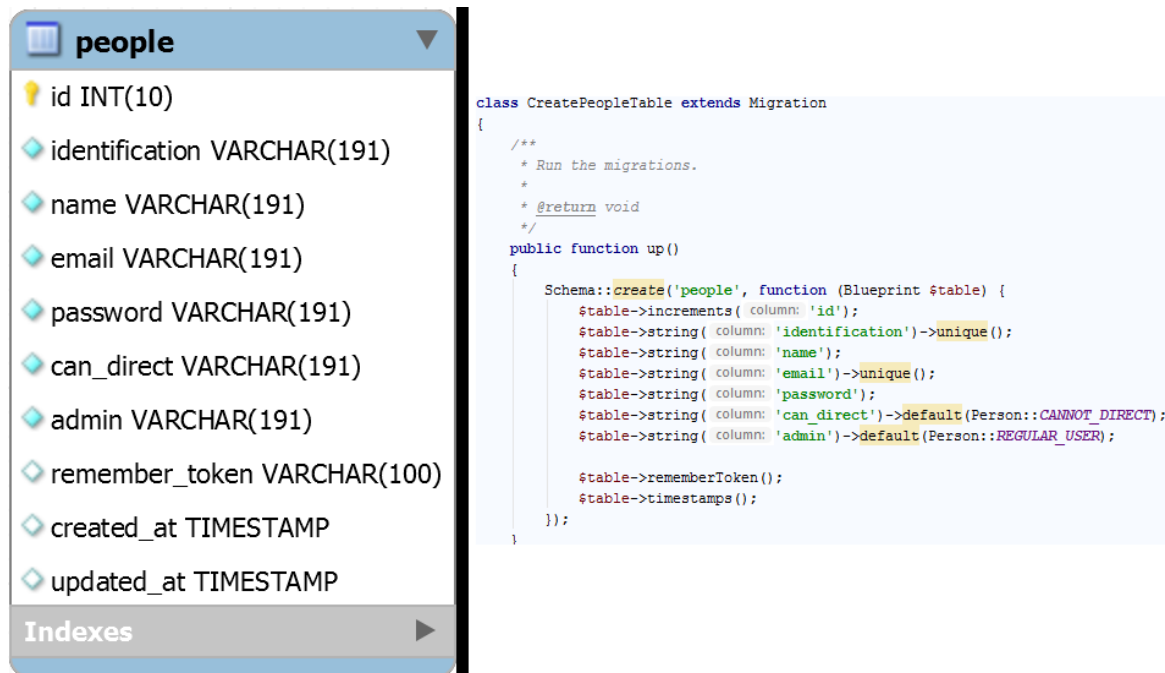 people
id INT(10)
identification VARCHAR(191)
name VARCHAR(191)
email VARCHAR(191)
password VARCHAR(191)
can_direct VARCHAR(191)
admin VARCHAR(191)
remember_token VARCHAR(100)
created_at TIMESTAMP
updated_at TIMESTAMP
Indexes
class CreatePeopleTable extends Migration
{
/**
* Run the migrations.
*
* @return void
*/
public function up()
{
Schema::create('people', function (Blueprint $table) {
$table->increments( column: 'id');
$table->string( column: 'identification')->unique();
$table->string( column: 'name');
$table->string( column: 'email')->unique();
$table->string( column: 'password');
$table->string( column: 'can_direct')->default(Person::CANNOT_DIRECT);
$table->string( column: 'admin')->default(Person::REGULAR_USER);
$table->rememberToken();
$table->timestamps();
});
}